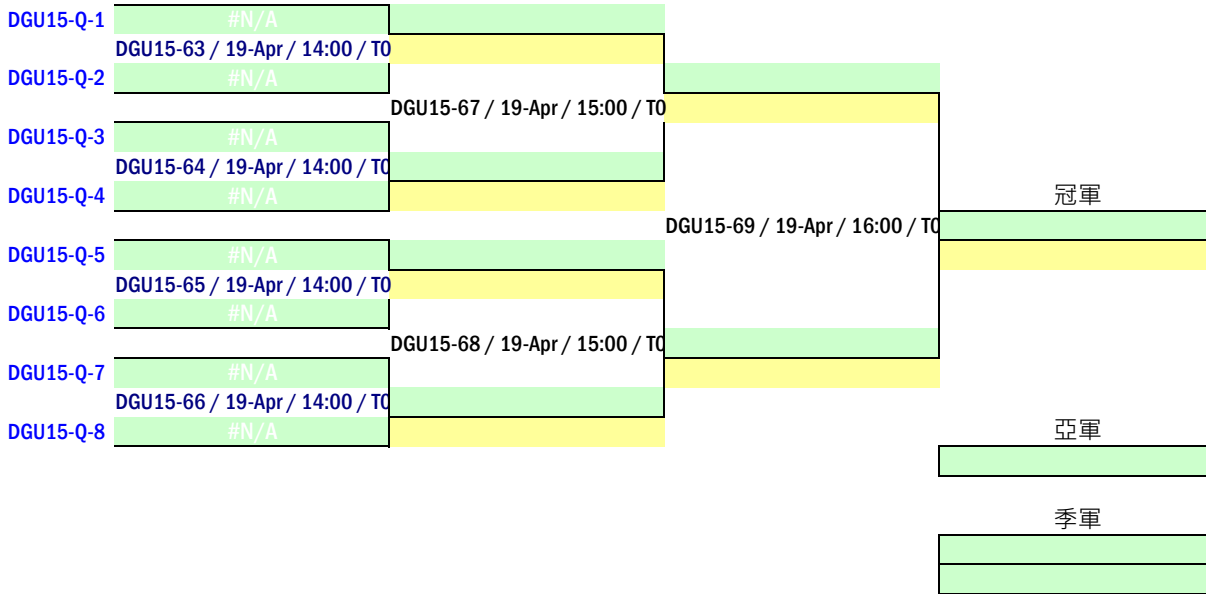 DGU15-Q-1 #N/A
DGU15-63 / 19-Apr / 14:00 / T0
DGU15-Q-2 #N/A
DGU15-67 / 19-Apr / 15:00 / T0
DGU15-Q-3 #N/A
DGU15-64 / 19-Apr / 14:00 / T0
DGU15-Q-4 #N/A
冠軍
DGU15-69 / 19-Apr / 16:00 / T0
DGU15-Q-5 #N/A
DGU15-65 / 19-Apr / 14:00 / T0
DGU15-Q-6 #N/A
DGU15-68 / 19-Apr / 15:00 / T0
DGU15-Q-7 #N/A
DGU15-66 / 19-Apr / 14:00 / T0
DGU15-Q-8 #N/A
亞軍
季軍